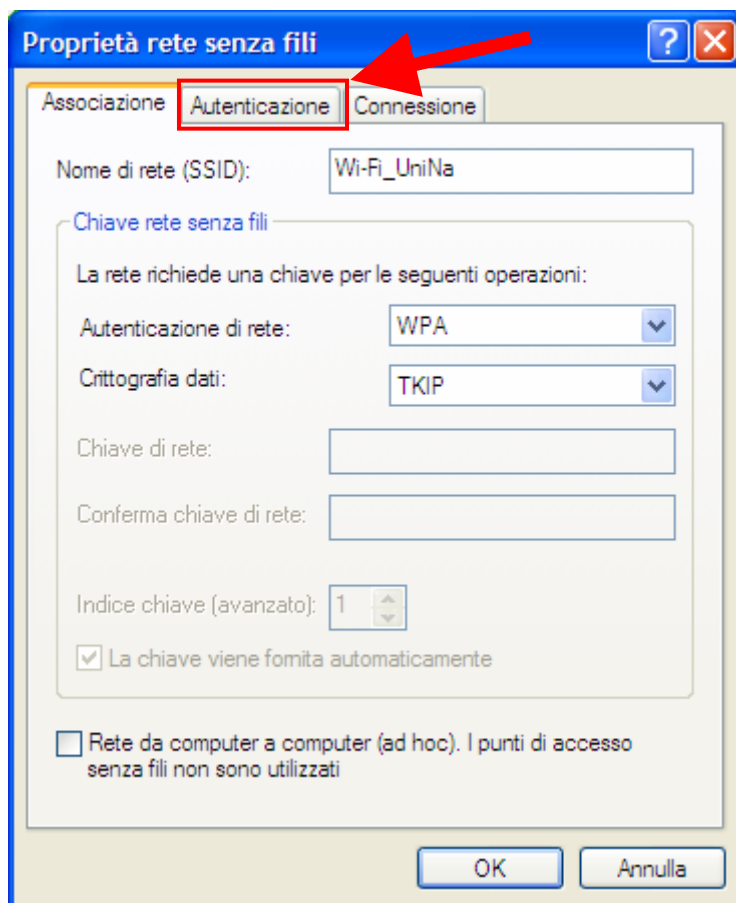 Proprietà rete senza fili
Associazione Autenticazione Connessione
Nome di rete (SSID): Wi-Fi_UniNa
Chiave rete senza fili
La rete richiede una chiave per le seguenti operazioni:
Autenticazione di rete: WPA
Crittografia dati: TKIP
Chiave di rete:
Conferma chiave di rete:
Indice chiave (avanzato): 1
La chiave viene fornita automaticamente
Rete da computer a computer (ad hoc). I punti di accesso
senza fili non sono utilizzati
OK Annulla